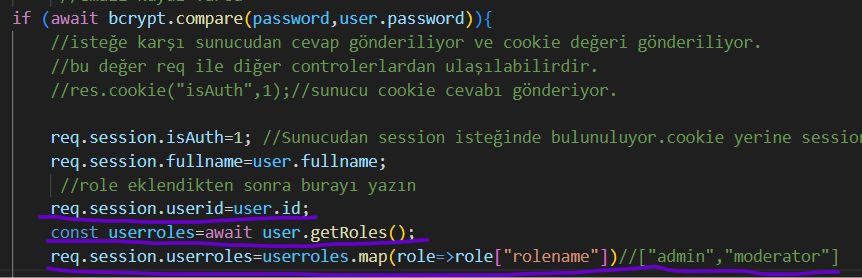 if (await bcrypt.compare(password,user.password)){
//isteğe karşı sunucudan cevap gönderiliyor ve cookie değeri gönderiliyor.
//bu değer req ile diğer controlerlardan ulaşılabilirdir.
//res.cookie("isAuth",1);//sunucu cookie cevabı gönderiyor.
req.session.isAuth=1; //Sunucudan session isteğinde bulunuluyor.cookie yerine session
req.session.fullname=user.fullname;
//role eklendikten sonra burayı yazın
req.session.userid=user.id;
const userroles=await user.getRoles();
req.session.userroles=userroles.map(role=>role["rolename"])//["admin","moderator"]